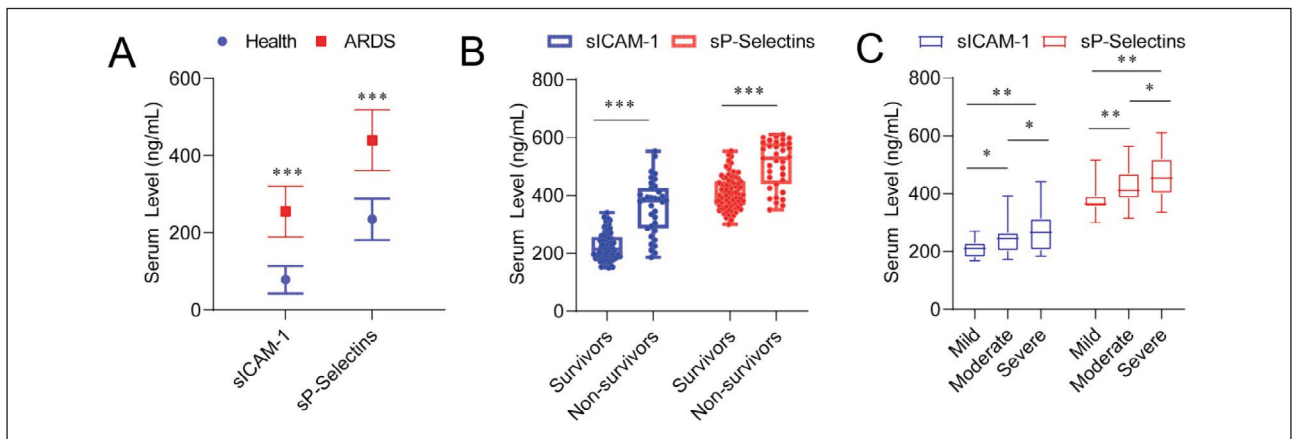 A
Health
ARDS
Serum Level (ng/mL)
600
400
200
0
***
***
sICAM-1
sP-Selectins
B
sICAM-1
sP-Selectins
Serum Level (ng/mL)
800
600
400
200
0
***
***
Survivors
Non-survivors
Survivors
Non-survivors
C
sICAM-1
sP-Selectins
Serum Level (ng/mL)
800
600
400
200
0
**
*
*
**
*
**
Mild
Moderate
Severe
Mild
Moderate
Severe